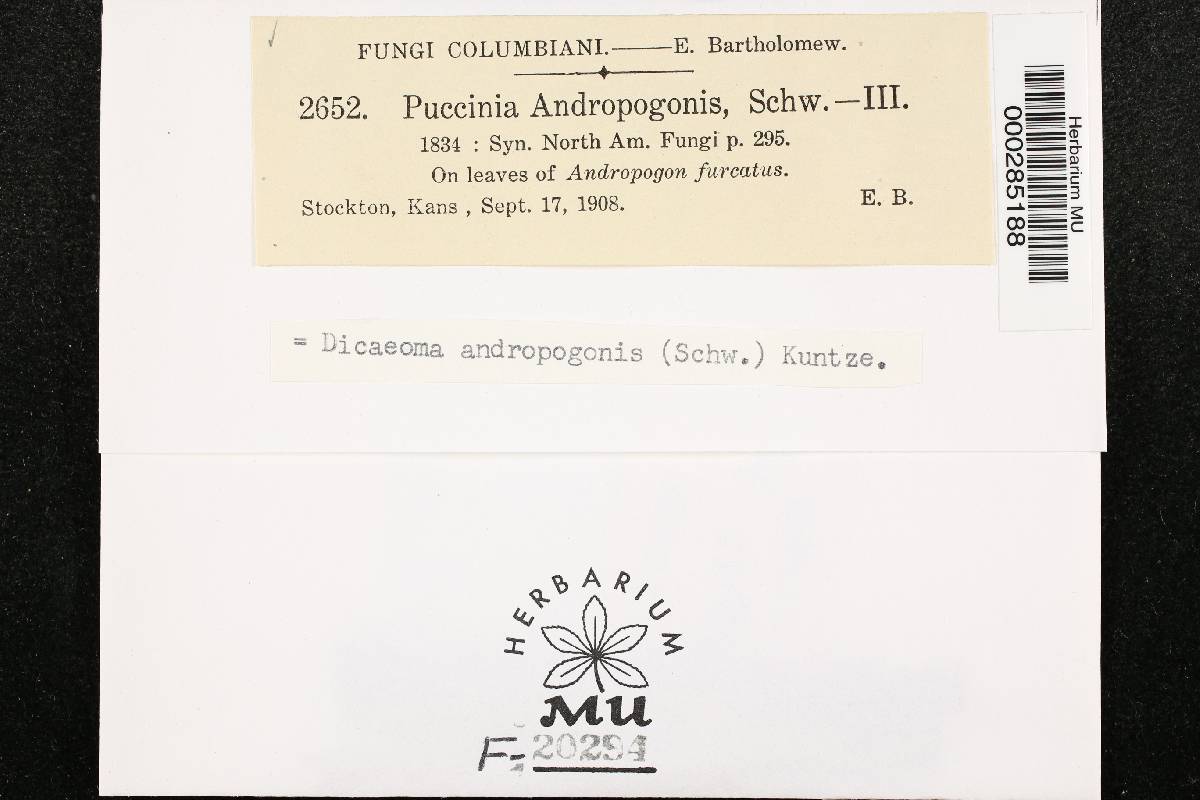 FUNGI COLUMBIANI.——E. Bartholomew.
2652. Puccinia Andropogonis, Schw.—III.
1834 : Syn. North Am. Fungi p. 295.
On leaves of Andropogon furcatus.
Stockton, Kans , Sept. 17, 1908. E. B.
Herbarium MU
000285188
= Dicaeoma andropogonis (Schw.) Kuntze.
HERBARIUM
MU
F- 20294